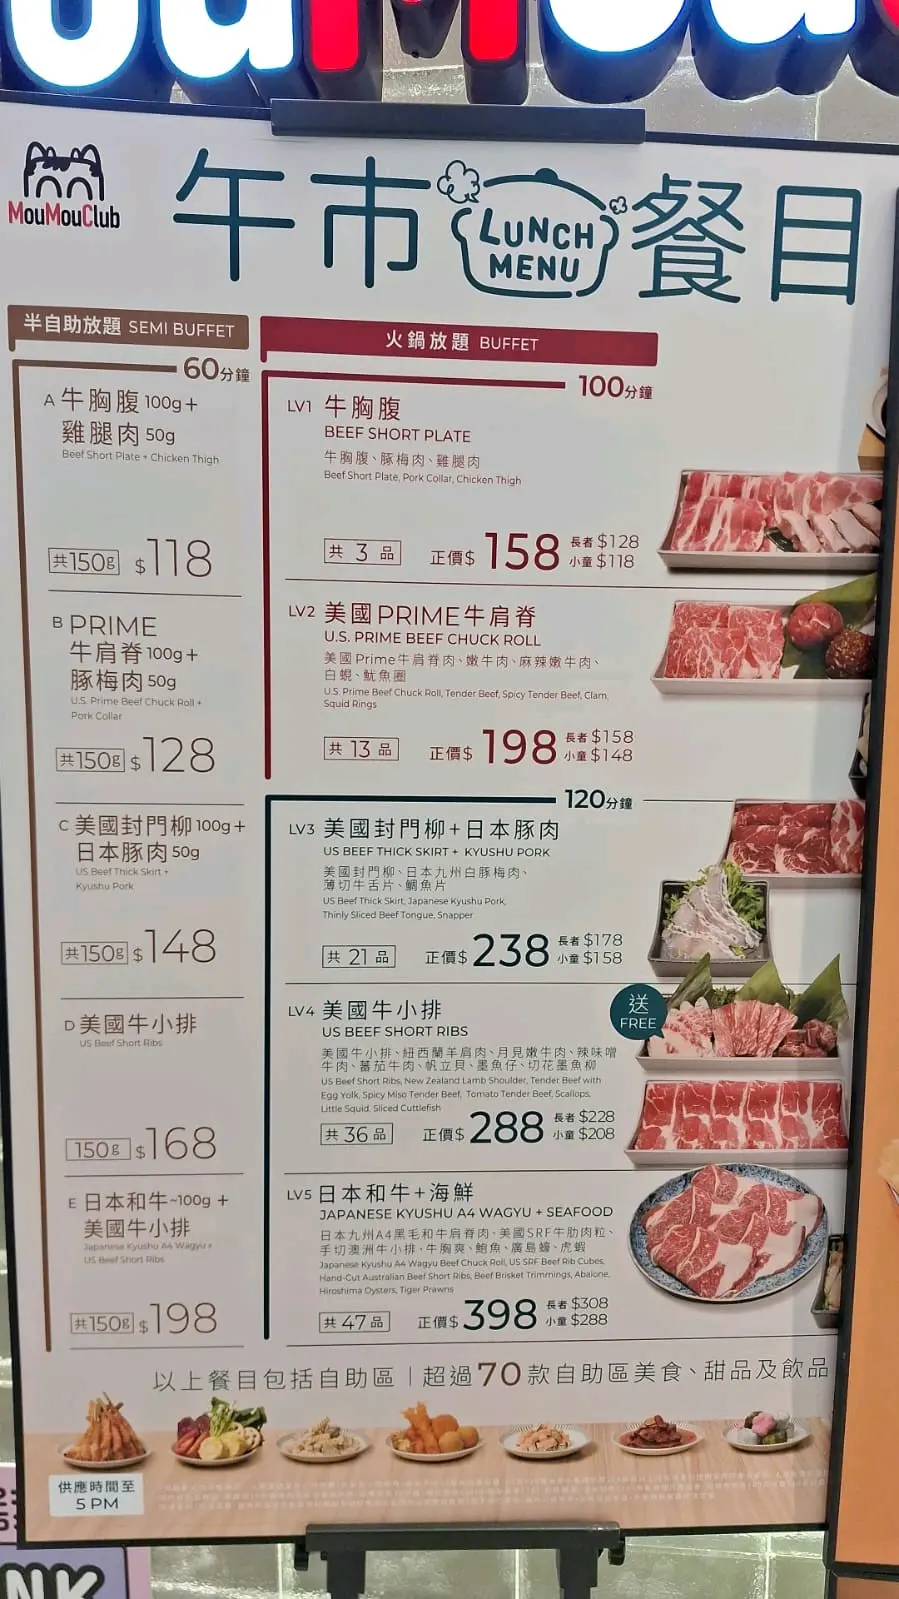 MouMouClub
午市 LUNCH MENU 餐目
半自助放題 SEMI BUFFET
60分鐘
A 牛胸腹 100g+
雞腿肉 50g
Beef Short Plate + Chicken Thigh
共150g $118
B PRIME
牛肩脊 100g+
豚梅肉 50g
U.S. Prime Beef Chuck Roll +
Pork Collar
共150g $128
C 美國封門柳 100g+
日本豚肉 50g
US Beef Thick Skirt +
Kyushu Pork
共150g $148
D 美國牛小排
US Beef Short Ribs
150g $168
E 日本和牛~100g +
美國牛小排
Japanese Kyushu A4 Wagyu +
US Beef Short Ribs
共150g $198
火鍋放題 BUFFET
100分鐘
LV1 牛胸腹
BEEF SHORT PLATE
牛胸腹、豚梅肉、雞腿肉
Beef Short Plate, Pork Collar, Chicken Thigh
共 3 品 正價$ 158 長者 $128
小童 $118
LV2 美國PRIME牛肩脊
U.S. PRIME BEEF CHUCK ROLL
美國Prime牛肩脊肉、嫩牛肉、麻辣嫩牛肉、
白蜆、魷魚圈
U.S. Prime Beef Chuck Roll, Tender Beef, Spicy Tender Beef, Clam,
Squid Rings
共 13 品 正價$ 198 長者 $158
小童 $148
120分鐘
LV3 美國封門柳+日本豚肉
US BEEF THICK SKIRT + KYUSHU PORK
美國封門柳、日本九州白豚梅肉、
薄切牛舌片、鯛魚片
US Beef Thick Skirt, Japanese Kyushu Pork,
Thinly Sliced Beef Tongue, Snapper
共 21 品 正價$ 238 長者 $178
小童 $158
LV4 美國牛小排
US BEEF SHORT RIBS
送
FREE
美國牛小排、紐西蘭羊肩肉、月見嫩牛肉、辣味噌
牛肉、蕃茄牛肉、帆立貝、墨魚仔、切花墨魚柳
US Beef Short Ribs, New Zealand Lamb Shoulder, Tender Beef with
Egg Yolk, Spicy Miso Tender Beef, Tomato Tender Beef, Scallops,
Little Squid, Sliced Cuttlefish
共 36 品 正價$ 288 長者 $228
小童 $208
LV5 日本和牛+海鮮
JAPANESE KYUSHU A4 WAGYU + SEAFOOD
日本九州A4黑毛和牛肩脊肉、美國SRF牛肋肉粒、
手切澳洲牛小排、牛胸爽、鮑魚、廣島蠔、虎蝦
Japanese Kyushu A4 Wagyu Beef Chuck Roll, US SRF Beef Rib Cubes,
Hand-Cut Australian Beef Short Ribs, Beef Brisket Trimmings, Abalone,
Hiroshima Oysters, Tiger Prawns
共 47 品 正價$ 398 長者 $308
小童 $288
以上餐目包括自助區 | 超過70款自助區美食、甜品及飲品
供應時間至
5 PM